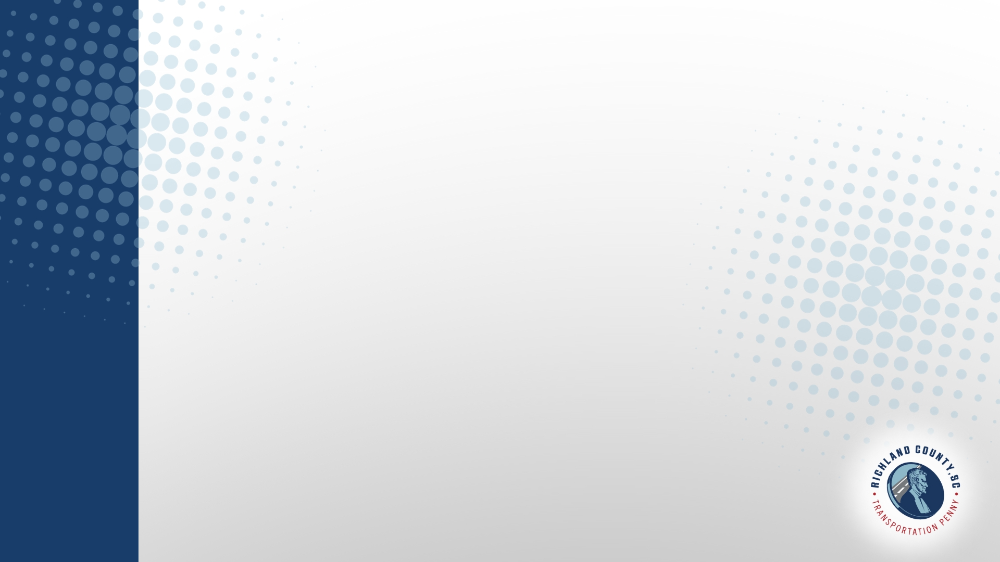 RICHLAND COUNTY, SC
• TRANSPORTATION PENNY •